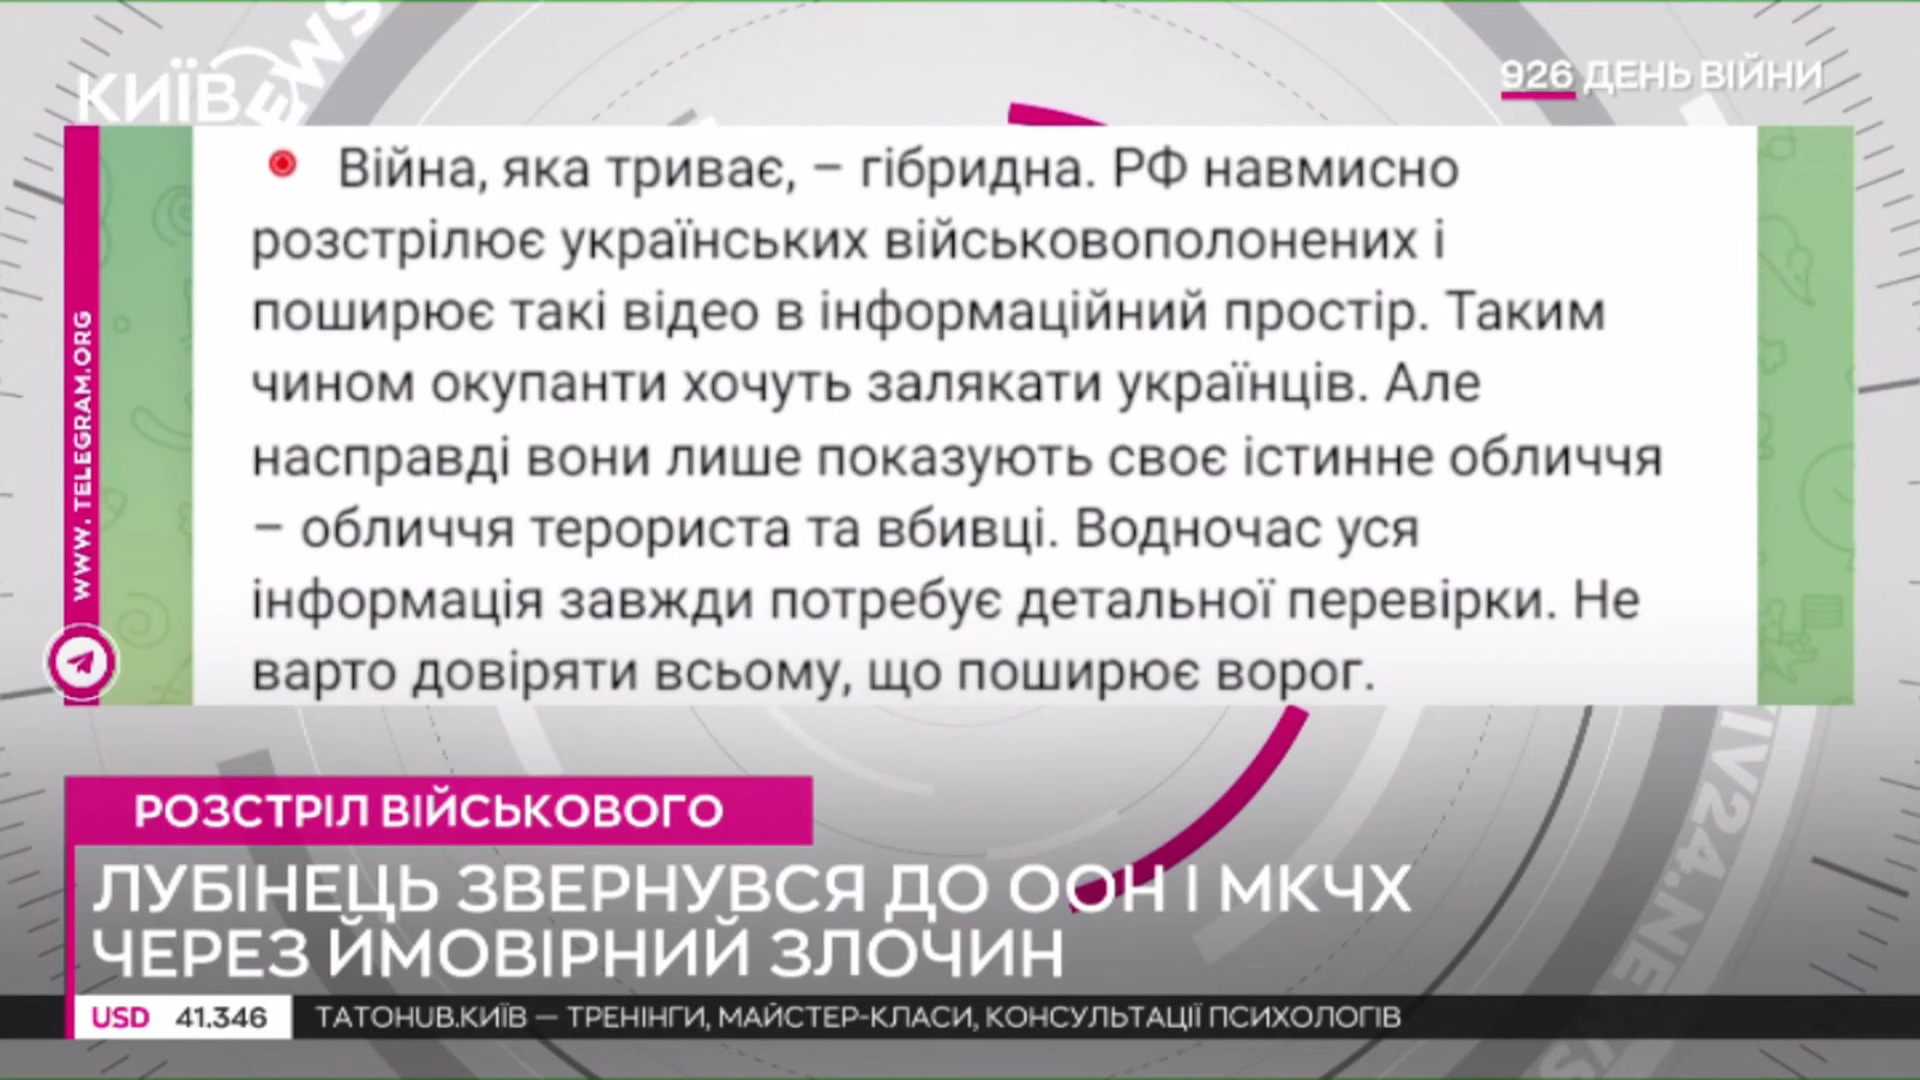 КИЇВ
NEWS
926 ДЕНЬ ВІЙНИ
Війна, яка триває, – гібридна. РФ навмисно
розстрілює українських військовополонених і
поширює такі відео в інформаційний простір. Таким
чином окупанти хочуть залякати українців. Але
насправді вони лише показують своє істинне обличчя
– обличчя терориста та вбивці. Водночас уся
інформація завжди потребує детальної перевірки. Не
варто довіряти всьому, що поширює ворог.
WWW. TELEGRAM.ORG
РОЗСТРІЛ ВІЙСЬКОВОГО
ЛУБІНЕЦЬ ЗВЕРНУВСЯ ДО ООН І МКЧХ
ЧЕРЕЗ ЙМОВІРНИЙ ЗЛОЧИН
USD 41.346
ТАТОHUB.КИЇВ — ТРЕНІНГИ, МАЙСТЕР-КЛАСИ, КОНСУЛЬТАЦІЇ ПСИХОЛОГІВ
IV24.NEWS